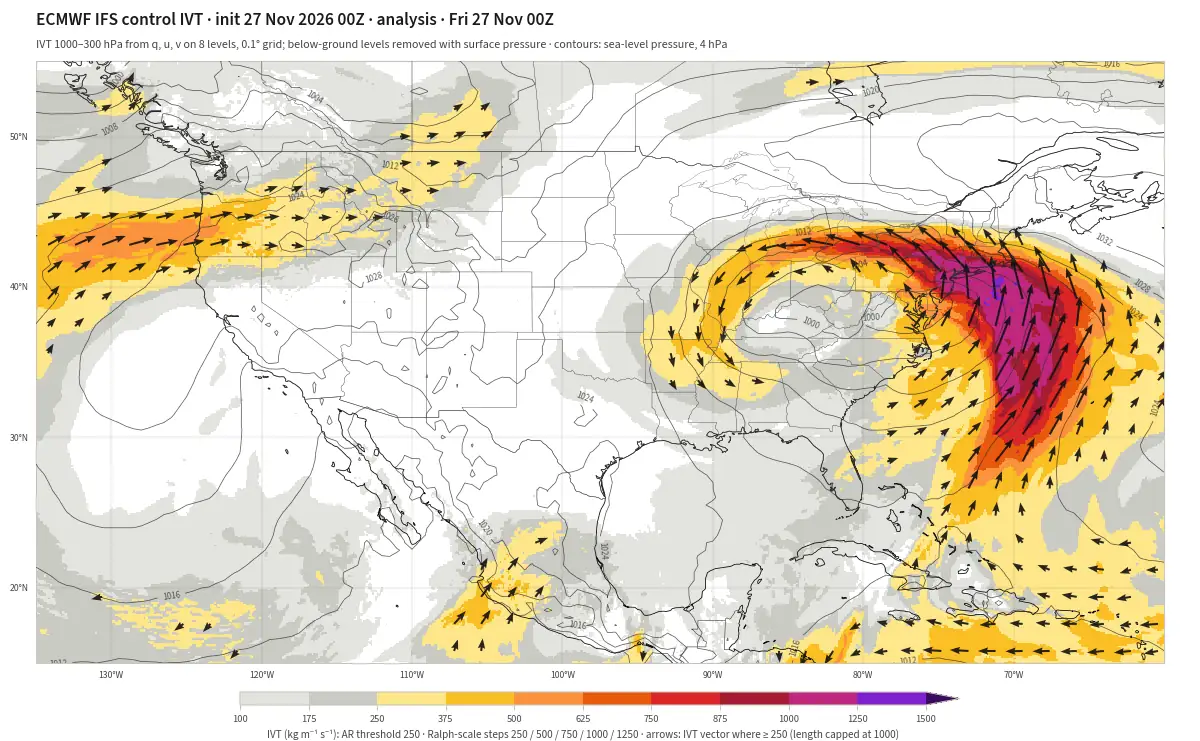 ECMWF IFS control IVT · init 27 Nov 2026 00Z · analysis · Fri 27 Nov 00Z
IVT 1000–300 hPa from q, u, v on 8 levels, 0.1° grid; below-ground levels removed with surface pressure · contours: sea-level pressure, 4 hPa
1016
1004
1020
1008
50°N
1012
1024
1028
1012
1032
1004
1028
40°N
1028
1024
1000
1000
1024
1024
30°N
1020
1024
20°N
1016
1016
1016
1012
1012
130°W
120°W
110°W
100°W
90°W
80°W
70°W
100
175
250
375
500
625
750
875
1000
1250
1500
IVT (kg m⁻¹ s⁻¹): AR threshold 250 · Ralph-scale steps 250 / 500 / 750 / 1000 / 1250 · arrows: IVT vector where ≥ 250 (length capped at 1000)